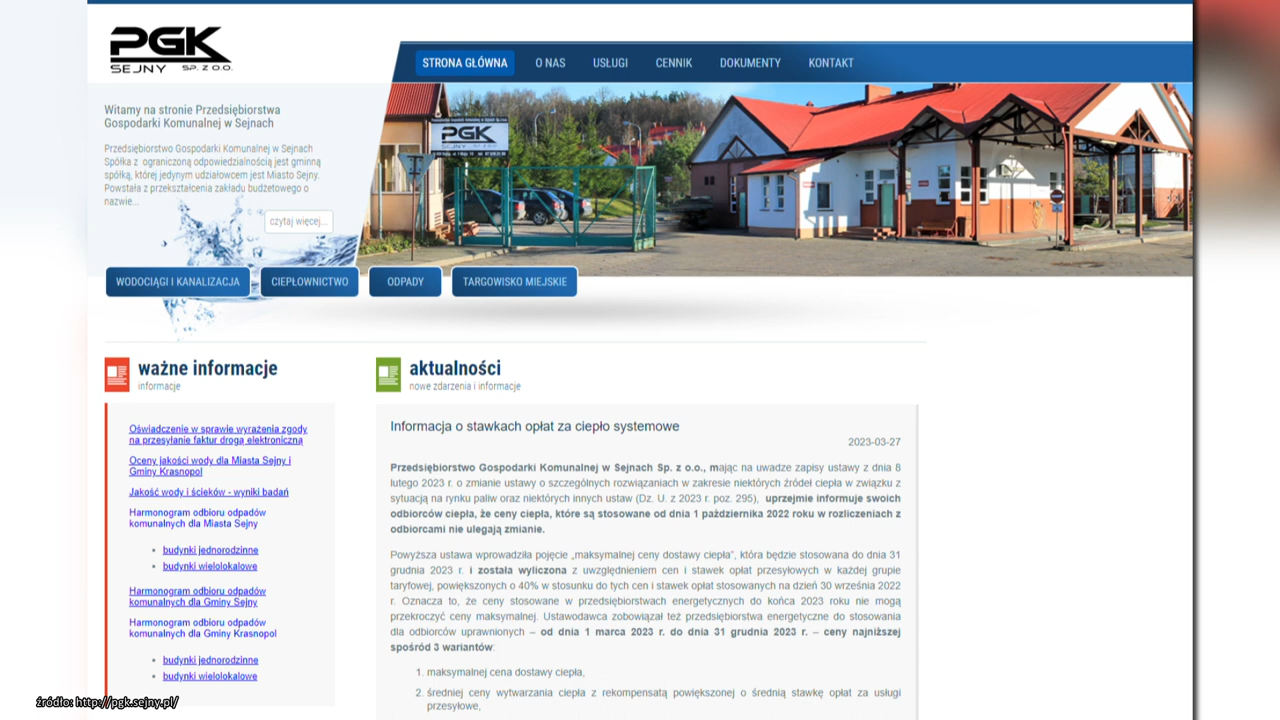 PGK
SEJNY SP. Z O.O.
STRONA GŁÓWNA O NAS USŁUGI CENNIK DOKUMENTY KONTAKT
Witamy na stronie Przedsiębiorstwa
Gospodarki Komunalnej w Sejnach
Przedsiębiorstwo Gospodarki Komunalnej w Sejnach
Spółka z ograniczoną odpowiedzialnością jest gminną
spółką, której jedynym udziałowcem jest Miasto Sejny.
Powstała z przekształcenia zakładu budżetowego o
nazwie...
czytaj więcej...
PGK
WODOCIĄGI I KANALIZACJA CIEPŁOWNICTWO ODPADY TARGOWISKO MIEJSKIE
ważne informacje
informacje
Oświadczenie w sprawie wyrażenia zgody
na przesyłanie faktur drogą elektroniczną
Oceny jakości wody dla Miasta Sejny i
Gminy Krasnopol
Jakość wody i ścieków - wyniki badań
Harmonogram odbioru odpadów
komunalnych dla Miasta Sejny
budynki jednorodzinne
budynki wielolokalowe
Harmonogram odbioru odpadów
komunalnych dla Gminy Sejny
Harmonogram odbioru odpadów
komunalnych dla Gminy Krasnopol
budynki jednorodzinne
budynki wielolokalowe
aktualności
nowe zdarzenia i informacje
Informacja o stawkach opłat za ciepło systemowe
2023-03-27
Przedsiębiorstwo Gospodarki Komunalnej w Sejnach Sp. z o.o., mając na uwadze zapisy ustawy z dnia 8
lutego 2023 r. o zmianie ustawy o szczególnych rozwiązaniach w zakresie niektórych źródeł ciepła w związku z
sytuacją na rynku paliw oraz niektórych innych ustaw (Dz. U. z 2023 r. poz. 295), uprzejmie informuje swoich
odbiorców ciepła, że ceny ciepła, które są stosowane od dnia 1 października 2022 roku w rozliczeniach z
odbiorcami nie ulegają zmianie.
Powyższa ustawa wprowadziła pojęcie „maksymalnej ceny dostawy ciepła”, która będzie stosowana do dnia 31
grudnia 2023 r. i została wyliczona z uwzględnieniem cen i stawek opłat przesyłowych w każdej grupie
taryfowej, powiększonych o 40% w stosunku do tych cen i stawek opłat stosowanych na dzień 30 września 2022
r. Oznacza to, że ceny stosowane w przedsiębiorstwach energetycznych do końca 2023 roku nie mogą
przekroczyć ceny maksymalnej. Ustawodawca zobowiązał też przedsiębiorstwa energetyczne do stosowania
dla odbiorców uprawnionych – od dnia 1 marca 2023 r. do dnia 31 grudnia 2023 r. – ceny najniższej
spośród 3 wariantów:
1. maksymalnej cena dostawy ciepła,
2. średniej ceny wytwarzania ciepła z rekompensatą powiększonej o średnią stawkę opłat za usługi
przesyłowe,
źródło: http://pgk.sejny.pl/